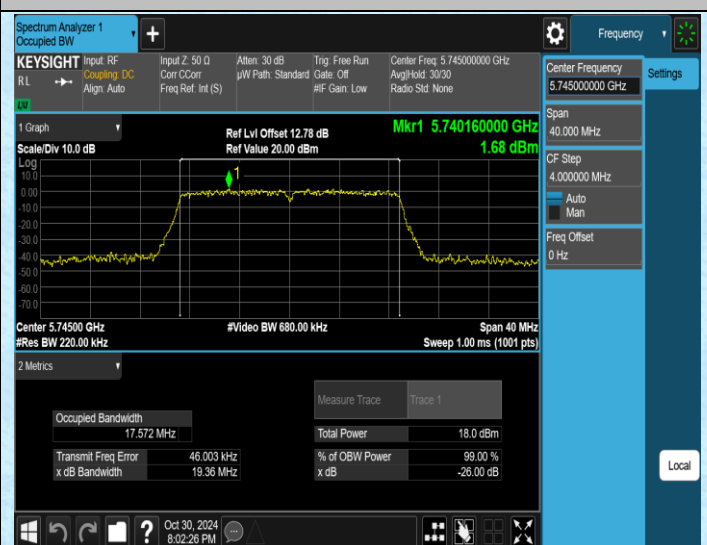 Spectrum Analyzer 1
Occupied BW
Frequency
KEYSIGHT
RL
LXI
Input: RF
Coupling: DC
Align: Auto
Input Z: 50 Ω
Corr CCorr
Freq Ref: Int (S)
Atten: 30 dB
µW Path: Standard
Trig: Free Run
Gate: Off
#IF Gain: Low
Center Freq: 5.745000000 GHz
Avg|Hold: 30/30
Radio Std: None
Center Frequency
5.745000000 GHz
Settings
Span
40.000 MHz
CF Step
4.000000 MHz
Auto
Man
Freq Offset
0 Hz
1 Graph
Scale/Div 10.0 dB
Ref Lvl Offset 12.78 dB
Ref Value 20.00 dBm
Mkr1 5.740160000 GHz
1.68 dBm
Log
10.0
0.00
-10.0
-20.0
-30.0
-40.0
-50.0
-60.0
-70.0
1
Center 5.74500 GHz
#Res BW 220.00 kHz
#Video BW 680.00 kHz
Span 40 MHz
Sweep 1.00 ms (1001 pts)
2 Metrics
Measure Trace Trace 1
Occupied Bandwidth
17.572 MHz
Total Power 18.0 dBm
Transmit Freq Error 46.003 kHz
% of OBW Power 99.00 %
x dB Bandwidth 19.36 MHz
x dB -26.00 dB
Local
?
Oct 30, 2024
8:02:26 PM